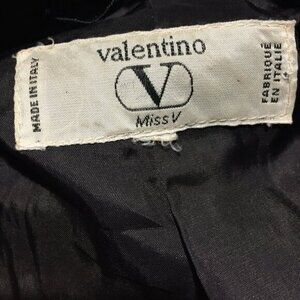 MADE IN ITALY
valentino
V
Miss V
FABRIQUÉ
EN ITALIE